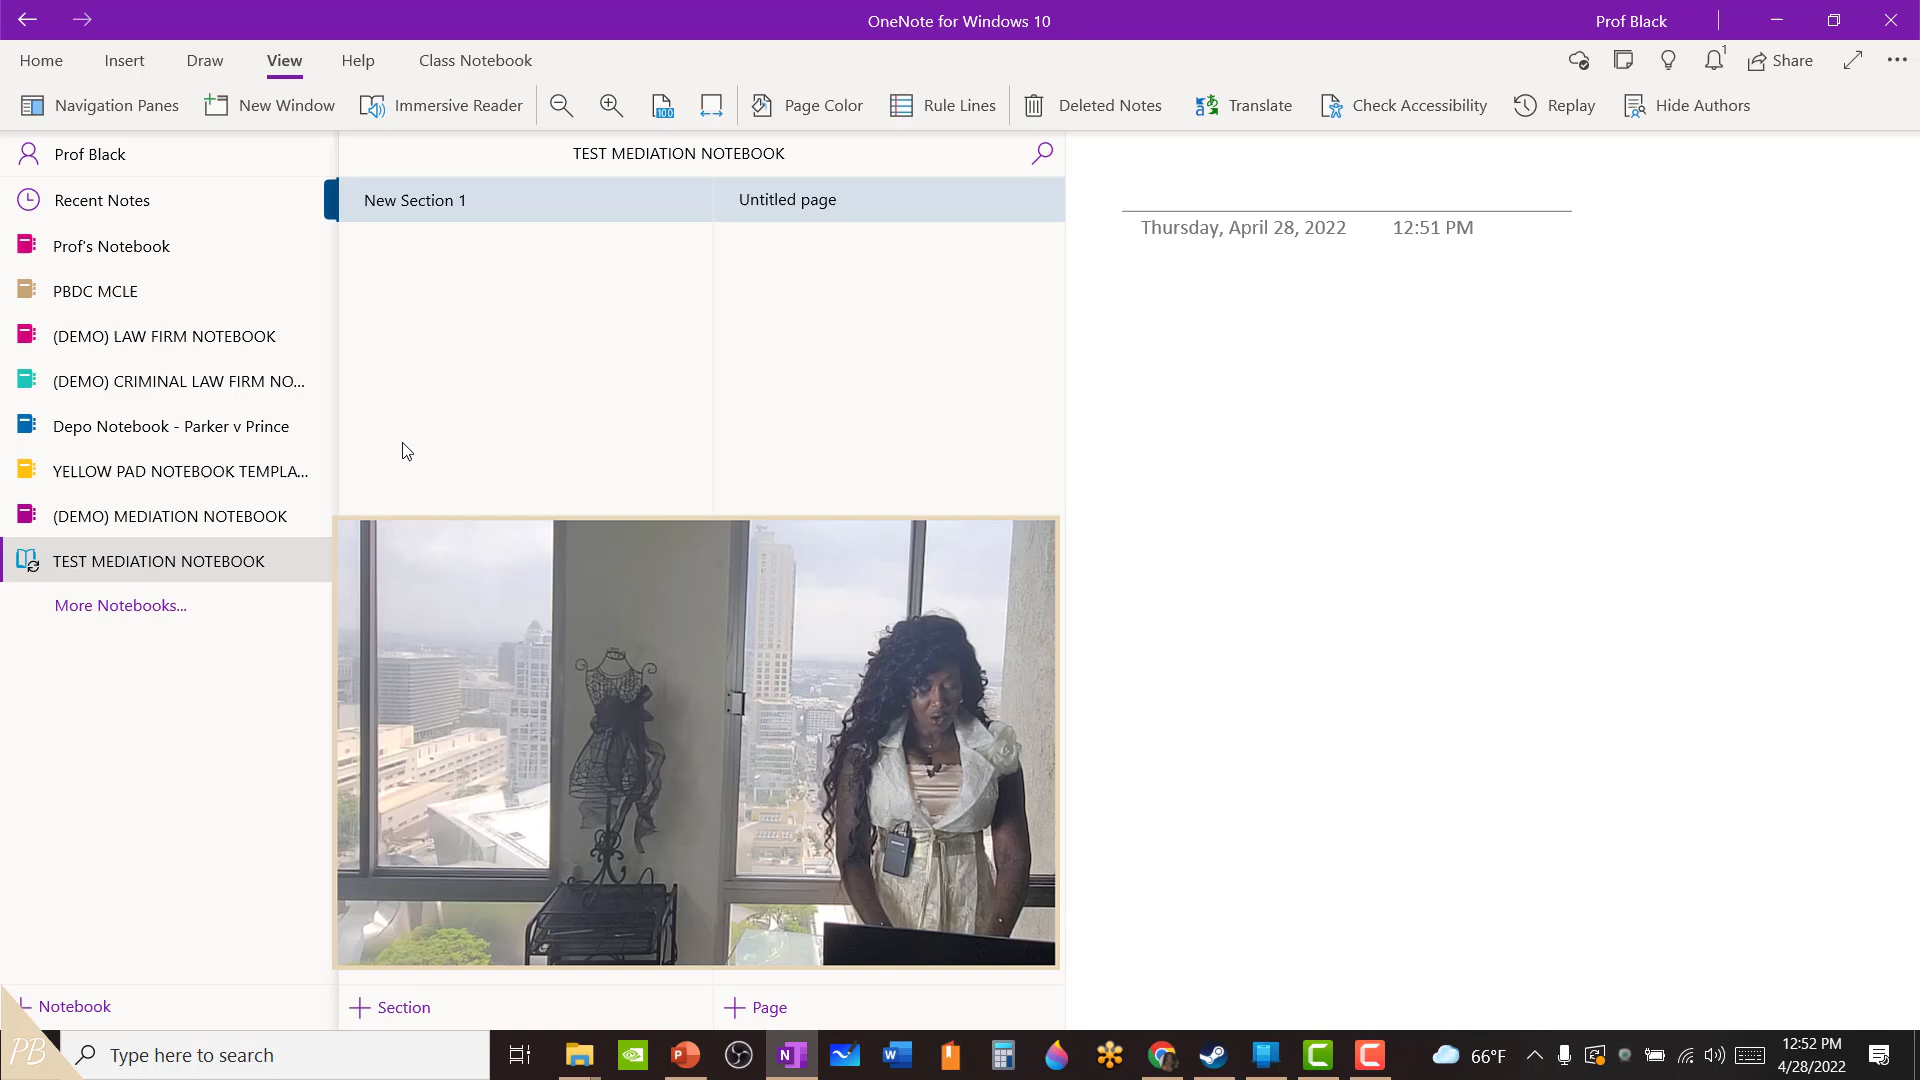 OneNote for Windows 10
Prof Black
Home Insert Draw View Help Class Notebook
1
Share
Navigation Panes New Window Immersive Reader
100
Page Color Rule Lines Deleted Notes Translate Check Accessibility Replay Hide Authors
Prof Black
TEST MEDIATION NOTEBOOK
Recent Notes
New Section 1
Untitled page
Thursday, April 28, 2022 12:51 PM
Prof's Notebook
PBDC MCLE
(DEMO) LAW FIRM NOTEBOOK
(DEMO) CRIMINAL LAW FIRM NO...
Depo Notebook - Parker v Prince
YELLOW PAD NOTEBOOK TEMPLA...
(DEMO) MEDIATION NOTEBOOK
TEST MEDIATION NOTEBOOK
More Notebooks...
Notebook
Section
Page
PB
Type here to search
66°F
12:52 PM
4/28/2022